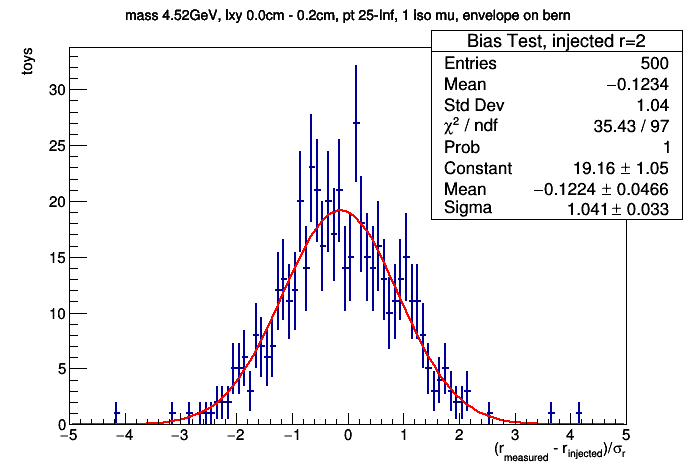 mass 4.52GeV, lxy 0.0cm - 0.2cm, pt 25-Inf, 1 Iso mu, envelope on bern
Bias Test, injected r=2
Entries 500
Mean −0.1234
Std Dev 1.04
χ² / ndf 35.43 / 97
Prob 1
Constant 19.16 ± 1.05
Mean −0.1224 ± 0.0466
Sigma 1.041 ± 0.033
toys
30
25
20
15
10
5
0
−5 −4 −3 −2 −1 0 1 2 3 4 5
(r_measured - r_injected)/σ_r